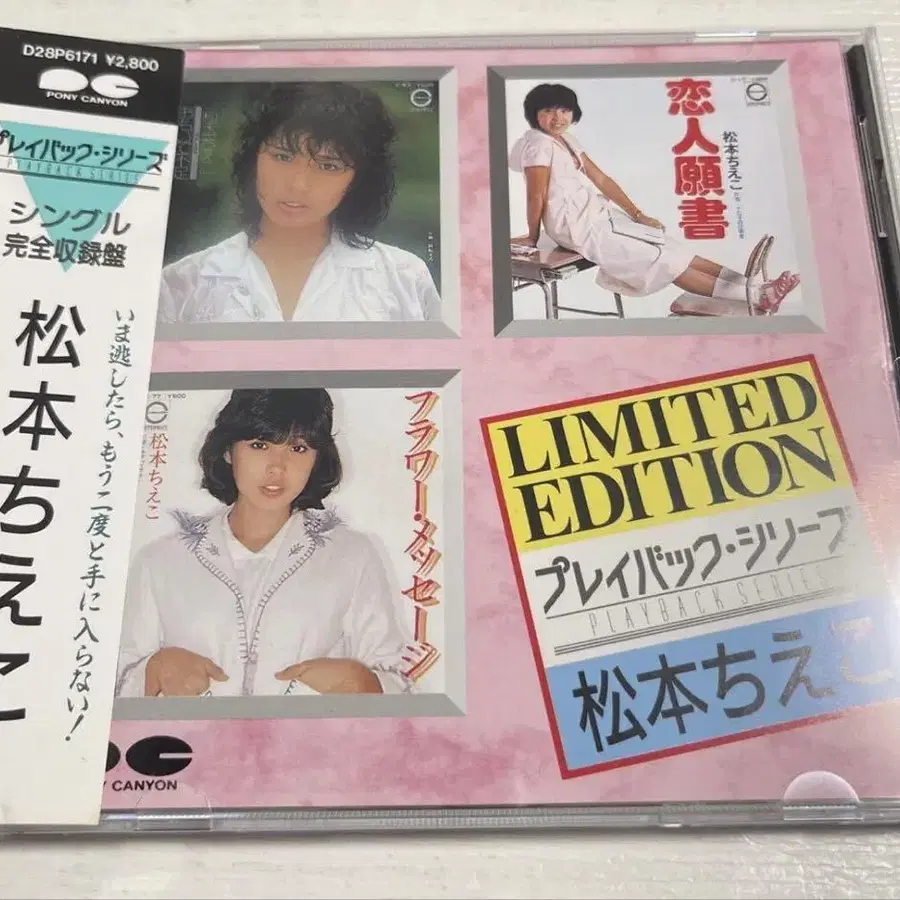 D28P6171 ¥2,800
PONY CANYON
プレイバック・シリーズ
PLAYBACK SERIES
シングル
完全収録盤
松本ちえこ
いま逃したら、もう二度と手に入らない!
恋人願書
松本ちえこ
フラワー・メッセージ
松本ちえこ
¥600
LIMITED
EDITION
プレイバック・シリーズ
PLAYBACK SERIES
松本ちえこ
CANYON